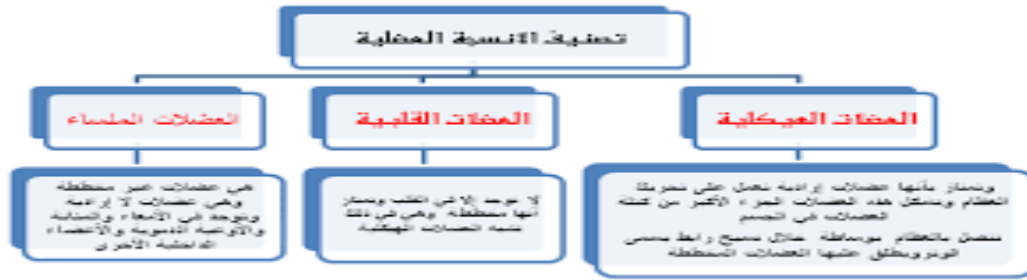 تصنيف الانسجة العضلية
العضلات الهيكلية
العضلات القلبية
العضلات الملساء
وتمتاز بأنها عضلات إرادية تعمل على تحريك
العظام وتشكل هذه العضلات الجزء الأكبر من كتلة
العضلات في الجسم
تتصل بالعظام بوساطة خلال نسيج رابط يسمى
الوتر ويطلق عليها العضلات المخططة
لا توجد إلا في القلب وتمتاز
أنها مخططة وهي في ذلك
تشبه العضلات الهيكلية
هي عضلات غير مخططة
وهي عضلات لا إرادية
وتوجد في الأمعاء والمثانة
والأوعية الدموية والأعضاء
الداخلية الأخرى